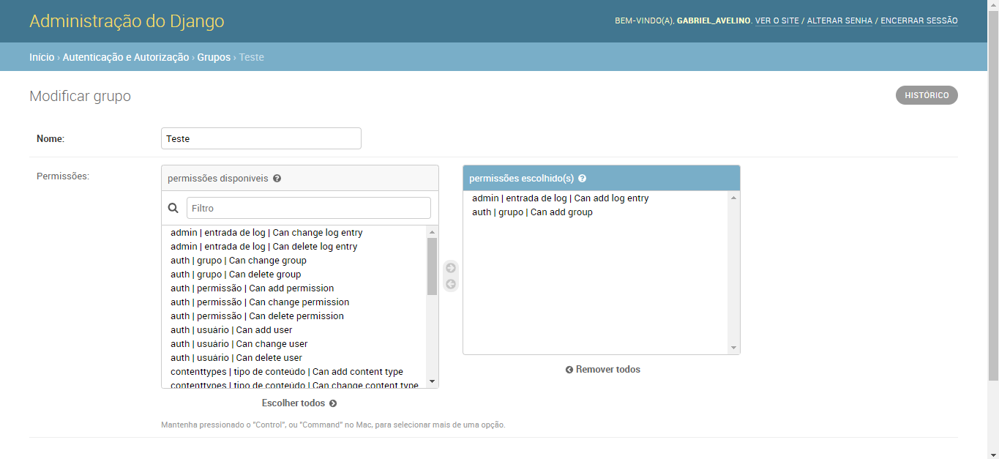 Administração do Django
BEM-VINDO(A), GABRIEL_AVELINO. VER O SITE / ALTERAR SENHA / ENCERRAR SESSÃO
Início › Autenticação e Autorização › Grupos › Teste
Modificar grupo
HISTÓRICO
Nome:
Teste
Permissões:
permissões disponiveis
Filtro
admin | entrada de log | Can change log entry
admin | entrada de log | Can delete log entry
auth | grupo | Can change group
auth | grupo | Can delete group
auth | permissão | Can add permission
auth | permissão | Can change permission
auth | permissão | Can delete permission
auth | usuário | Can add user
auth | usuário | Can change user
auth | usuário | Can delete user
contenttypes | tipo de conteúdo | Can add content type
contenttypes | tipo de conteúdo | Can change content type
Escolher todos
permissões escolhido(s)
admin | entrada de log | Can add log entry
auth | grupo | Can add group
Remover todos
Mantenha pressionado o "Control", ou "Command" no Mac, para selecionar mais de uma opção.